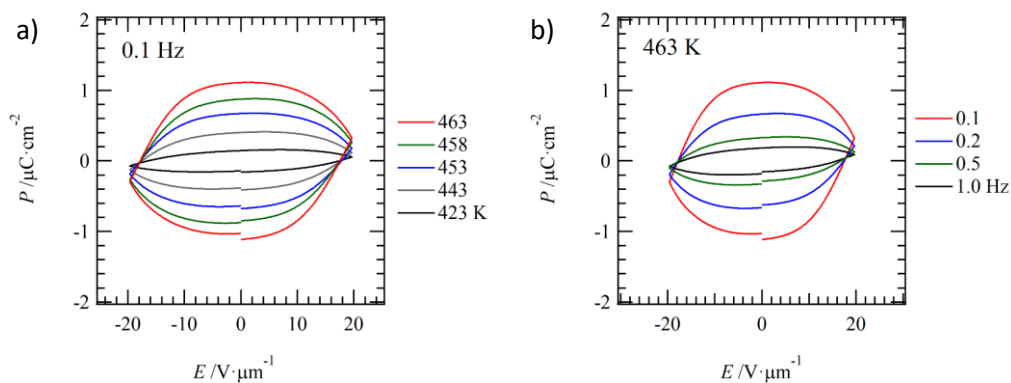 a)
0.1 Hz
2
1
0
-1
-2
P /μC·cm⁻²
-20 -10 0 10 20
E /V·μm⁻¹
463
458
453
443
423 K
b)
463 K
2
1
0
-1
-2
P /μC·cm⁻²
-20 0 20
E /V·μm⁻¹
0.1
0.2
0.5
1.0 Hz